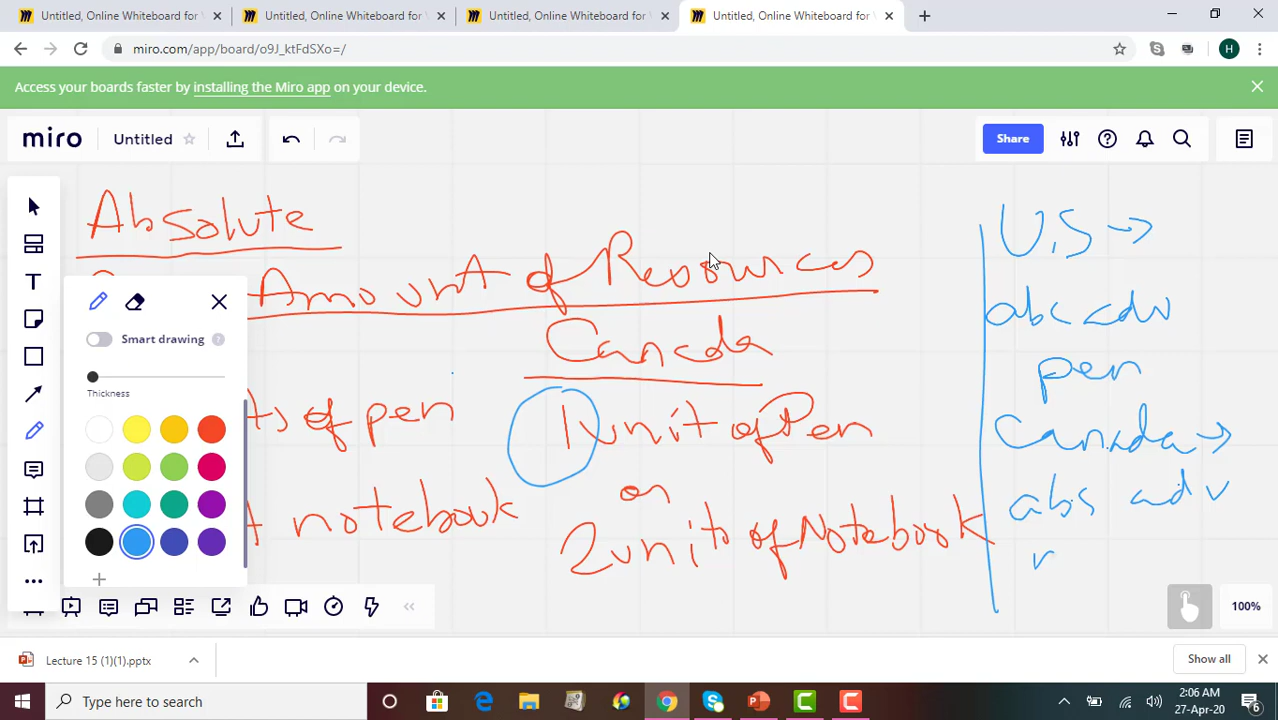 Untitled, Online Whiteboard for V
Untitled, Online Whiteboard for V
Untitled, Online Whiteboard for V
Untitled, Online Whiteboard for V
miro.com/app/board/o9J_ktFdSXo=/
H
Access your boards faster by installing the Miro app on your device.
miro
Untitled
Share
Absolute
Amount of Resources
Canada
ts of pen
1 unit of Pen
or
notebook
2 units of Notebook
U.S →
abs adv
pen
Canada →
abs adv
Smart drawing
Thickness
100%
Lecture 15 (1)(1).pptx
Show all
Type here to search
2:06 AM
27-Apr-20
6